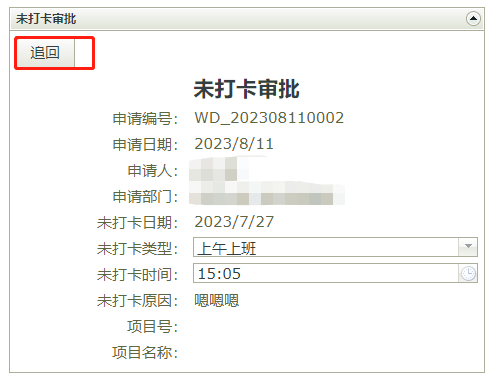 未打卡审批
追回
未打卡审批
申请编号： WD_202308110002
申请日期： 2023/8/11
申请人：
申请部门：
未打卡日期： 2023/7/27
未打卡类型： 上午上班
未打卡时间： 15:05
未打卡原因： 嗯嗯嗯
项目号：
项目名称：